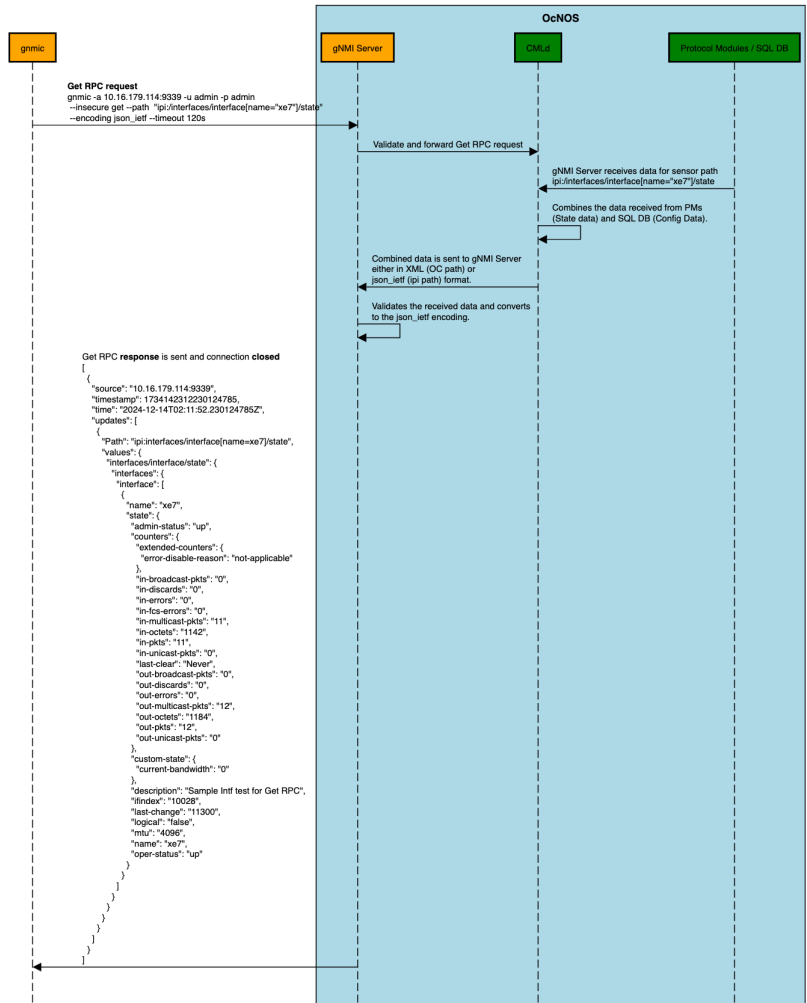 OcNOS
gnmic
gNMI Server
CMLd
Protocol Modules / SQL DB
Get RPC request
gnmic -a 10.16.179.114:9339 -u admin -p admin
--insecure get --path "ipi:/interfaces/interface[name="xe7"]/state"
--encoding json_ietf --timeout 120s
Validate and forward Get RPC request
gNMI Server receives data for sensor path
ipi:/interfaces/interface[name="xe7"]/state
Combines the data received from PMs
(State data) and SQL DB (Config Data).
Combined data is sent to gNMI Server
either in XML (OC path) or
json_ietf (ipi path) format.
Validates the received data and converts
to the json_ietf encoding.
Get RPC response is sent and connection closed
[
{
"source": "10.16.179.114:9339",
"timestamp": 1734142312230124785,
"time": "2024-12-14T02:11:52.230124785Z",
"updates": [
{
"Path": "ipi:interfaces/interface[name=xe7]/state",
"values": {
"interfaces/interface/state": {
"interfaces": {
"interface": [
{
"name": "xe7",
"state": {
"admin-status": "up",
"counters": {
"extended-counters": {
"error-disable-reason": "not-applicable"
},
"in-broadcast-pkts": "0",
"in-discards": "0",
"in-errors": "0",
"in-fcs-errors": "0",
"in-multicast-pkts": "11",
"in-octets": "1142",
"in-pkts": "11",
"in-unicast-pkts": "0",
"last-clear": "Never",
"out-broadcast-pkts": "0",
"out-discards": "0",
"out-errors": "0",
"out-multicast-pkts": "12",
"out-octets": "1184",
"out-pkts": "12",
"out-unicast-pkts": "0"
},
"custom-state": {
"current-bandwidth": "0"
},
"description": "Sample Intf test for Get RPC",
"ifindex": "10028",
"last-change": "11300",
"logical": "false",
"mtu": "4096",
"name": "xe7",
"oper-status": "up"
}
}
]
}
}
}
}
]
}
]